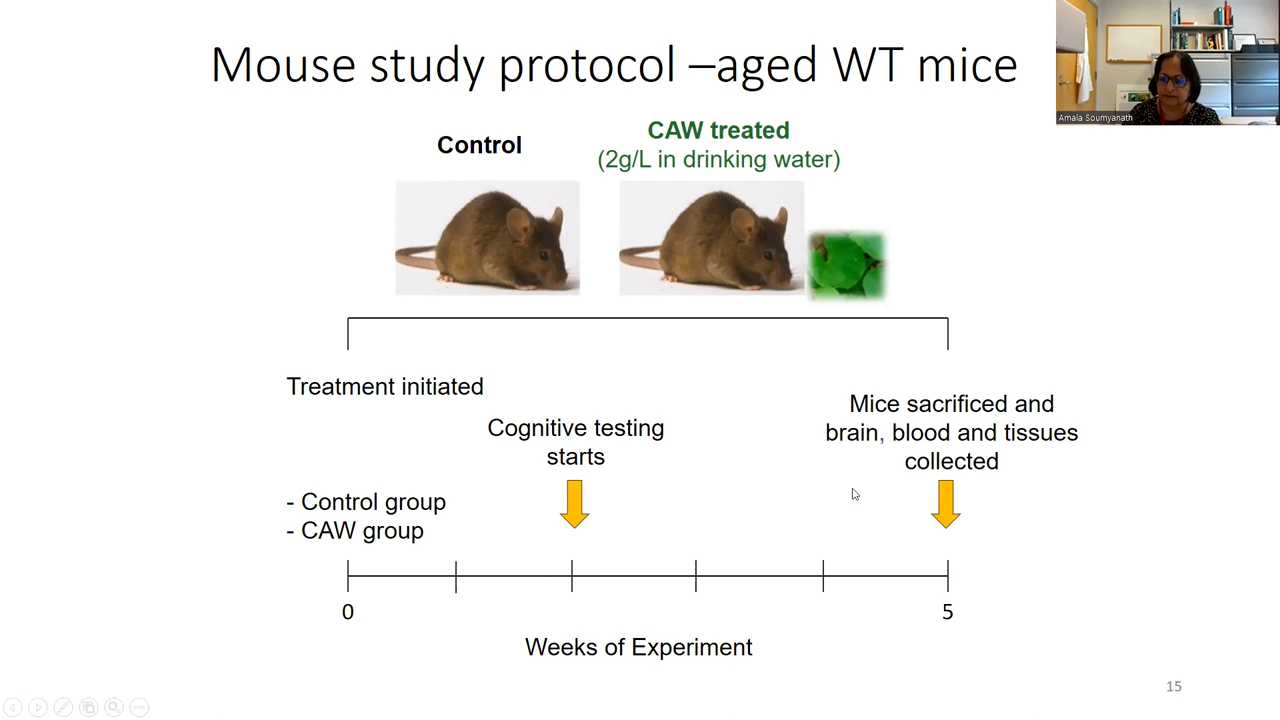 Mouse study protocol –aged WT mice
Amala Soumyanath
Control
CAW treated
(2g/L in drinking water)
Treatment initiated
Cognitive testing
starts
Mice sacrificed and
brain, blood and tissues
collected
- Control group
- CAW group
0
5
Weeks of Experiment
15